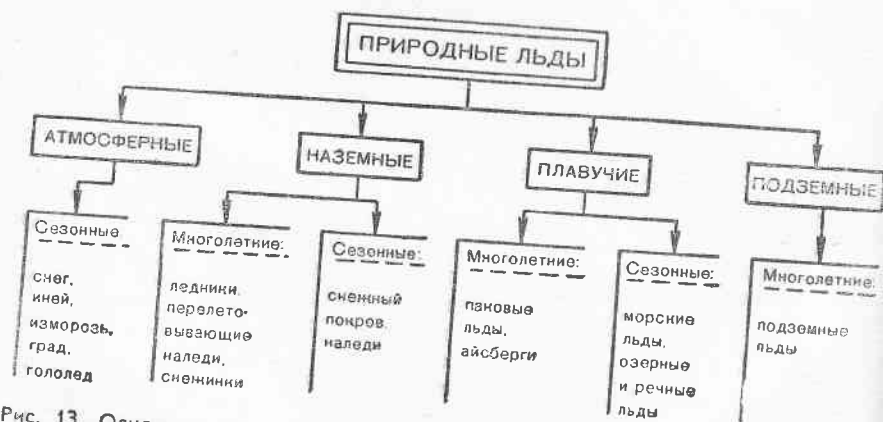 ПРИРОДНЫЕ ЛЬДЫ
АТМОСФЕРНЫЕ
НАЗЕМНЫЕ
ПЛАВУЧИЕ
ПОДЗЕМНЫЕ
Сезонные:
снег,
иней,
изморозь,
град,
гололед
Многолетние:
ледники,
перелето-
вывающие
наледи,
снежинки
Сезонные:
снежный
покров,
наледи
Многолетние:
паковые
льды,
айсберги
Сезонные:
морские
льды,
озерные
и речные
льды
Многолетние:
подземные
льды
Рис. 13